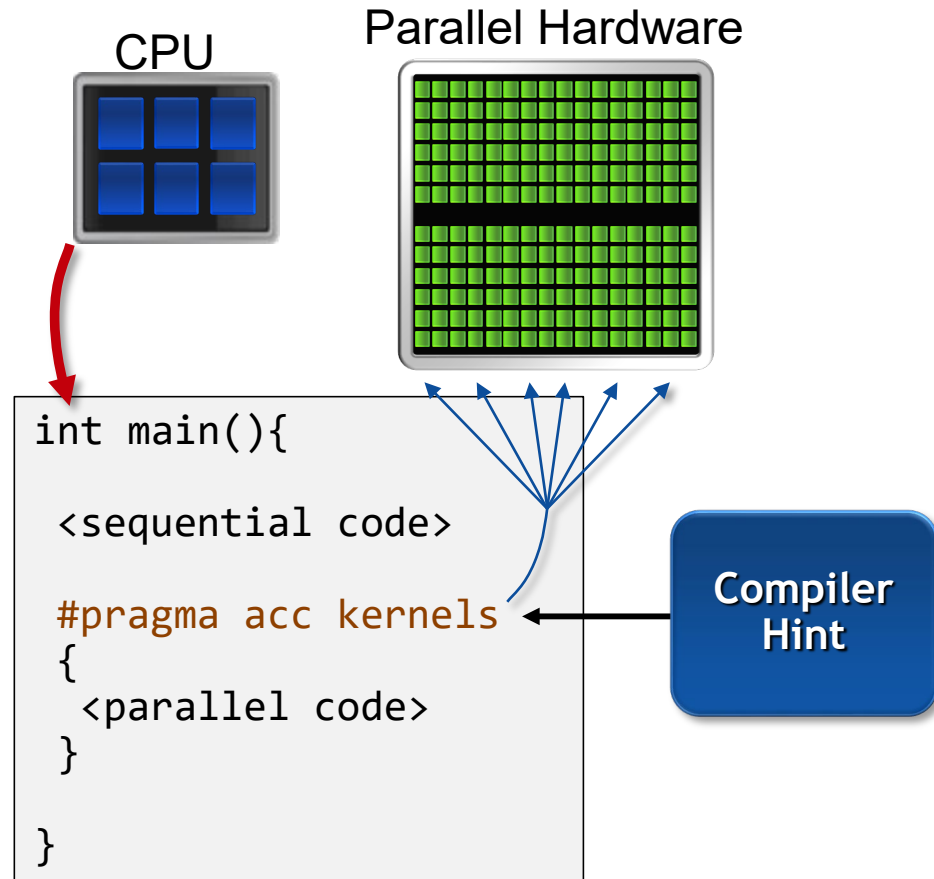 CPU
Parallel Hardware
int main(){
<sequential code>
#pragma acc kernels
{
<parallel code>
}
}
Compiler
Hint